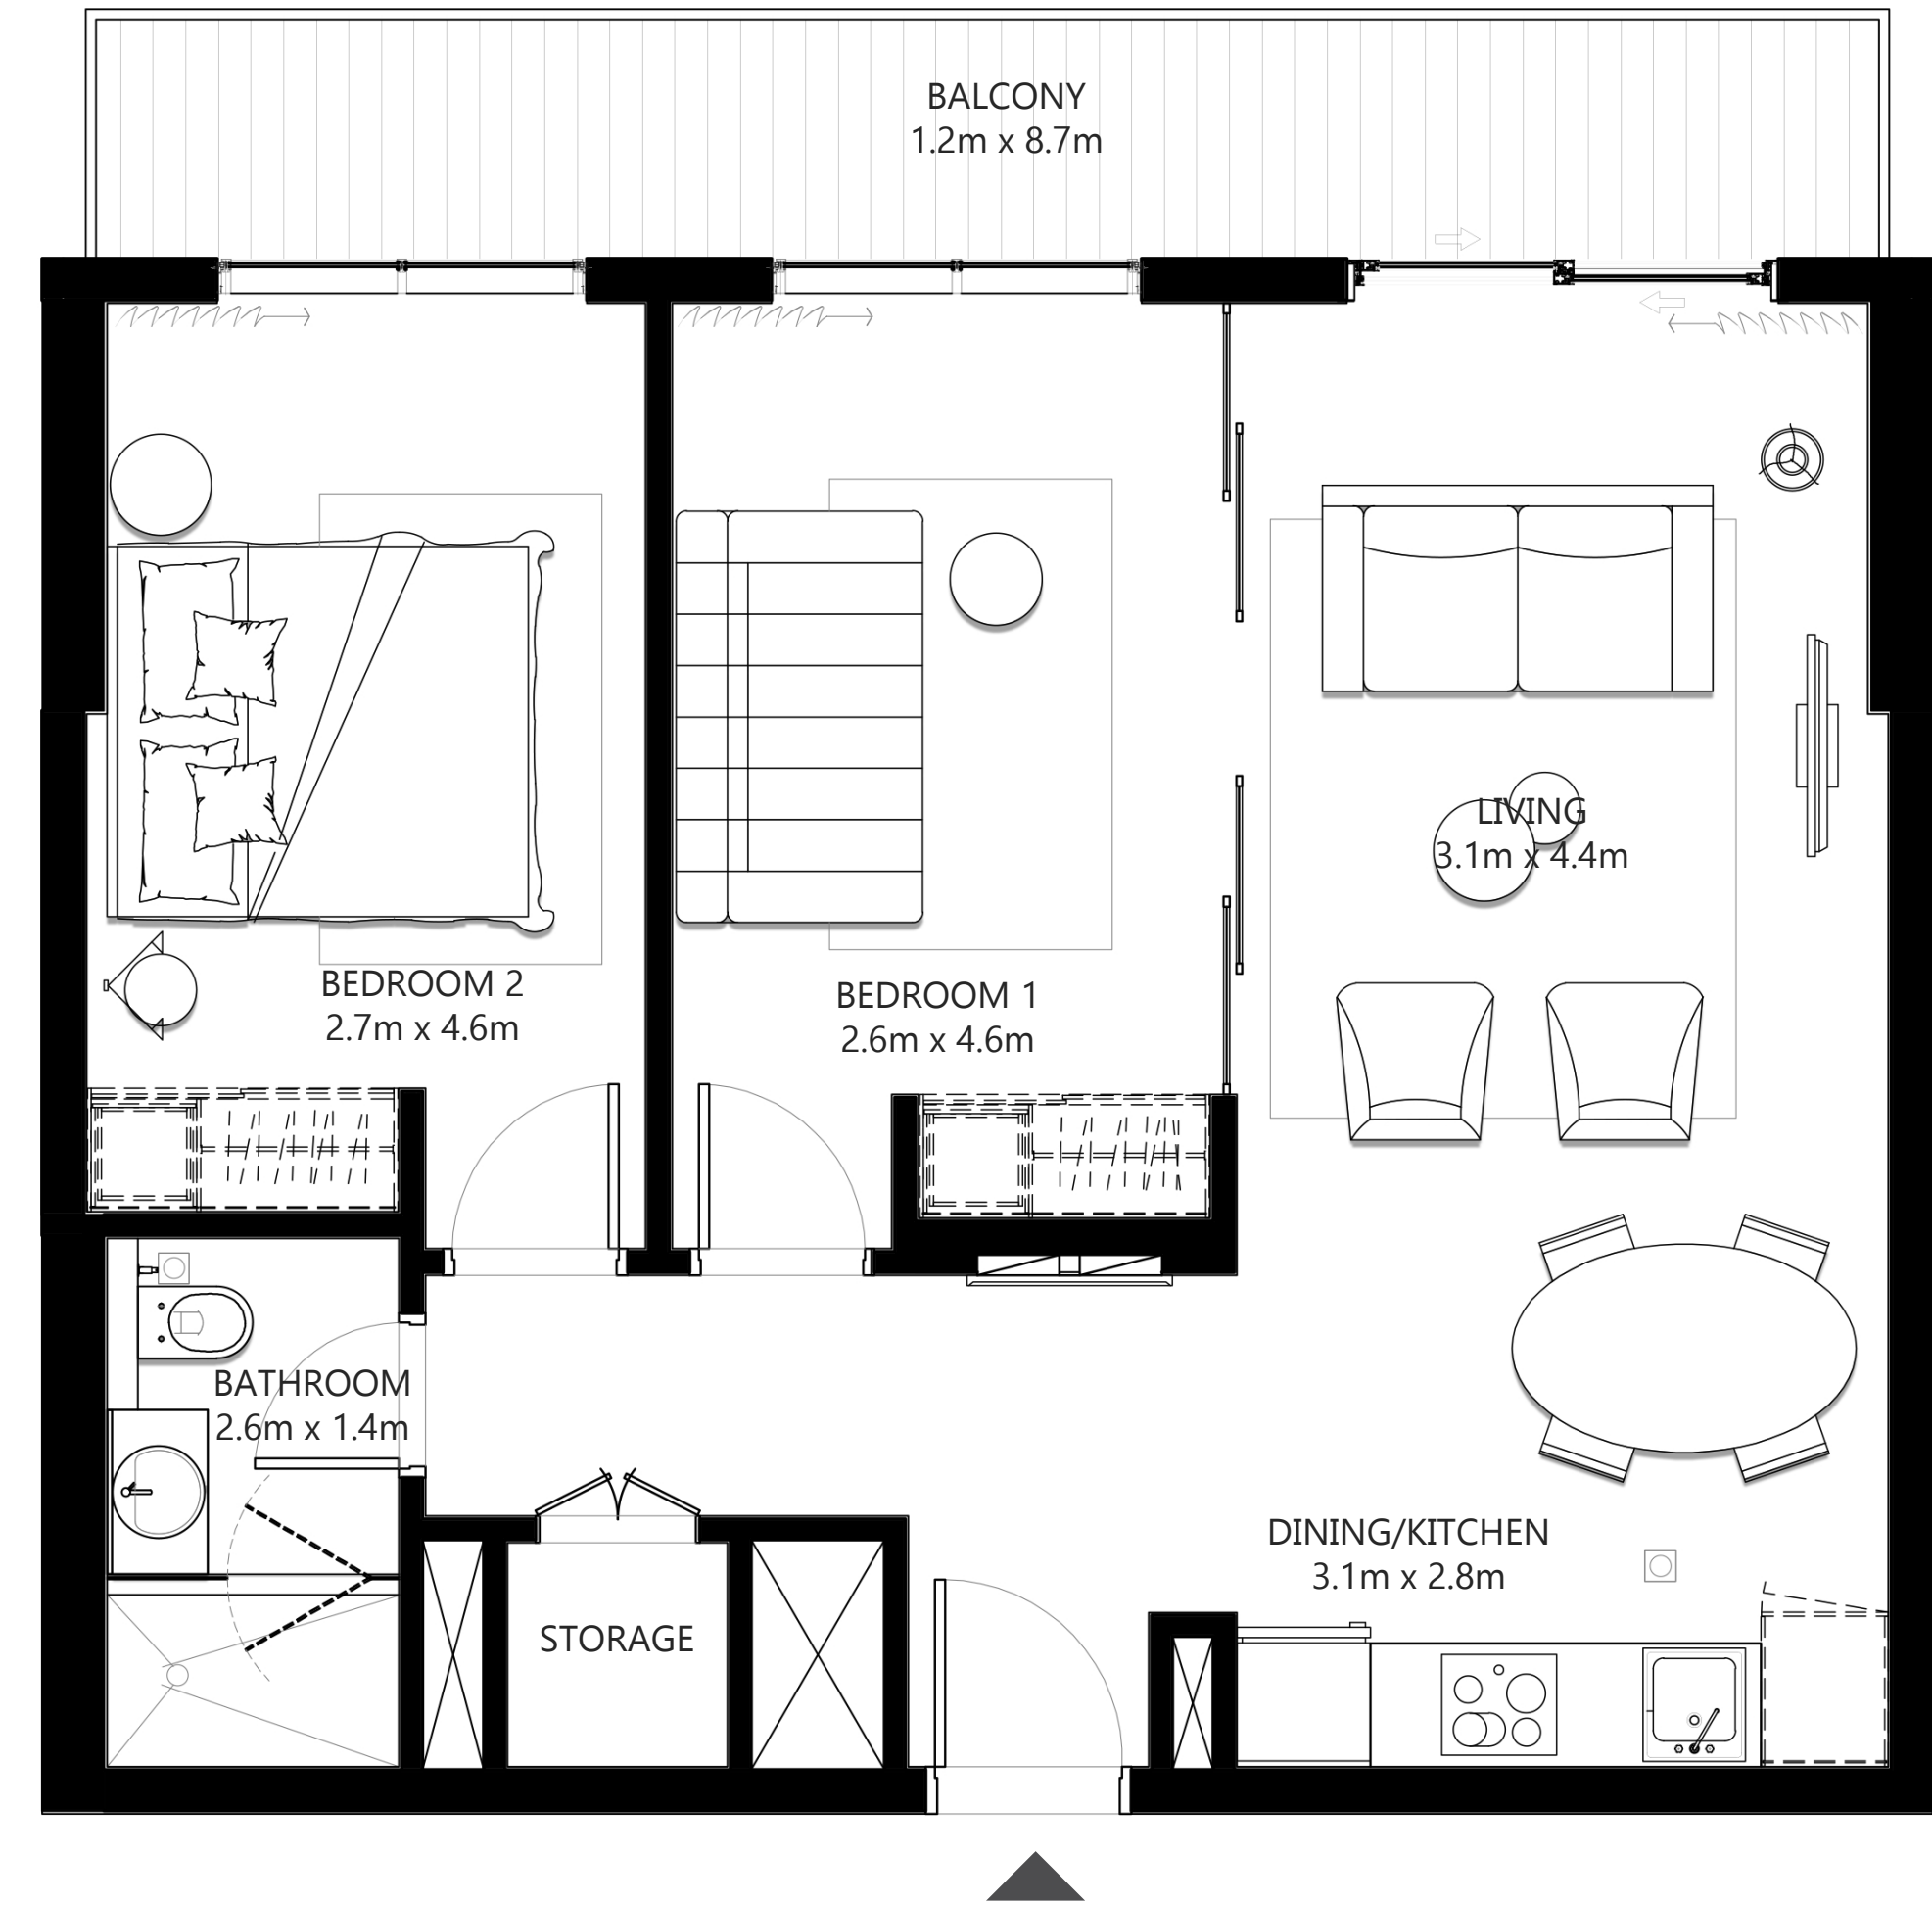 BALCONY
1.2m x 8.7m
LIVING
3.1m x 4.4m
BEDROOM 2
2.7m x 4.6m
BEDROOM 1
2.6m x 4.6m
BATHROOM
2.6m x 1.4m
DINING/KITCHEN
3.1m x 2.8m
STORAGE